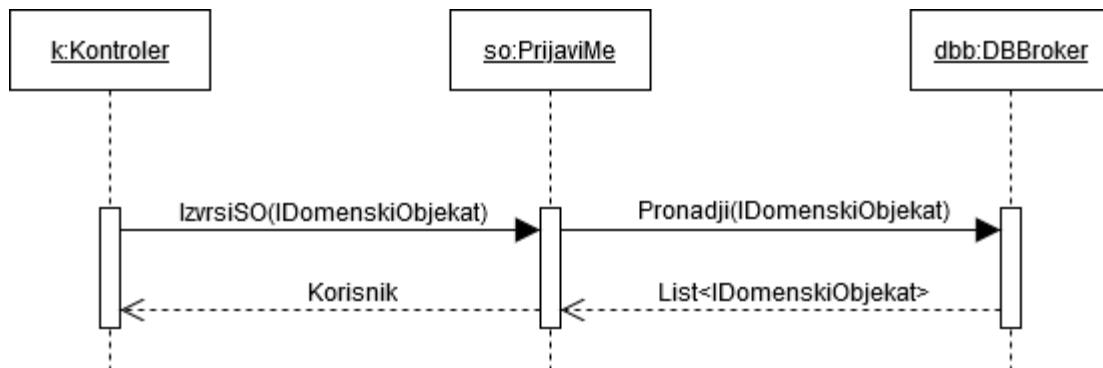 k:Kontroler
so:PrijaviMe
dbb:DBBroker
IzvrsiSO(IDomenskiObjekat)
Pronadji(IDomenskiObjekat)
Korisnik
List<IDomenskiObjekat>